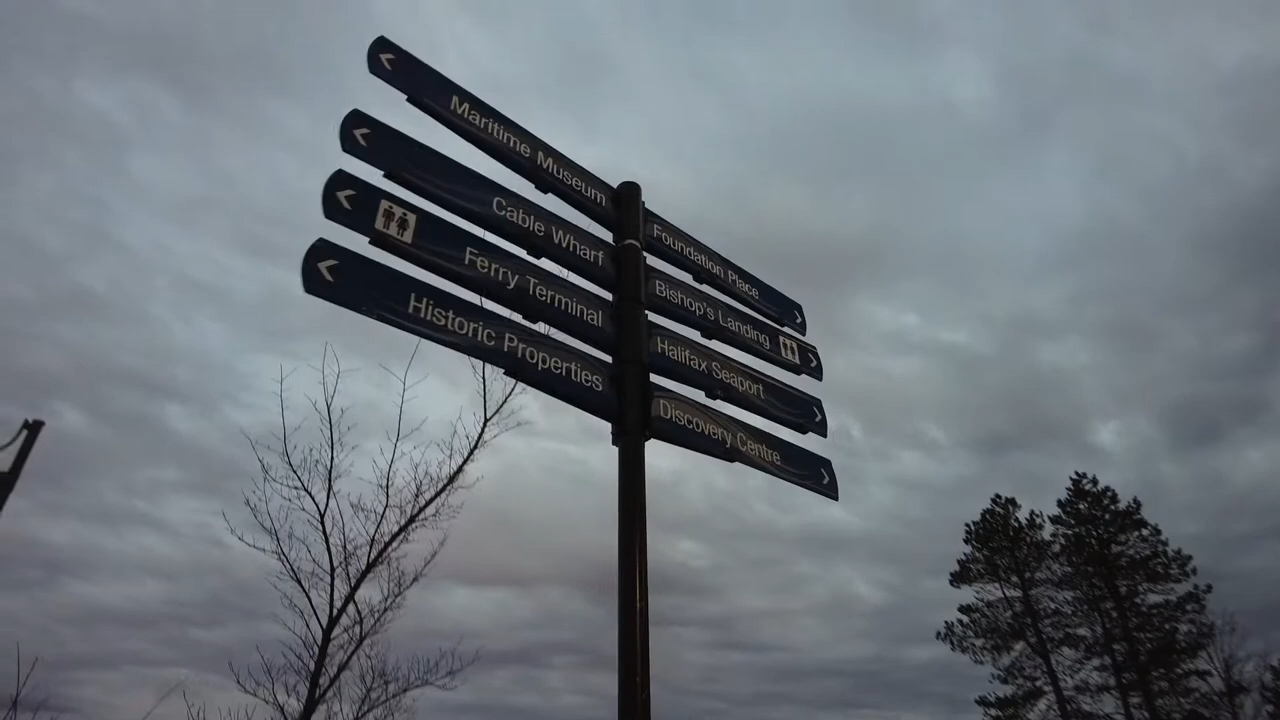 Maritime Museum
Cable Wharf
Ferry Terminal
Historic Properties
Foundation Place
Bishop's Landing
Halifax Seaport
Discovery Centre